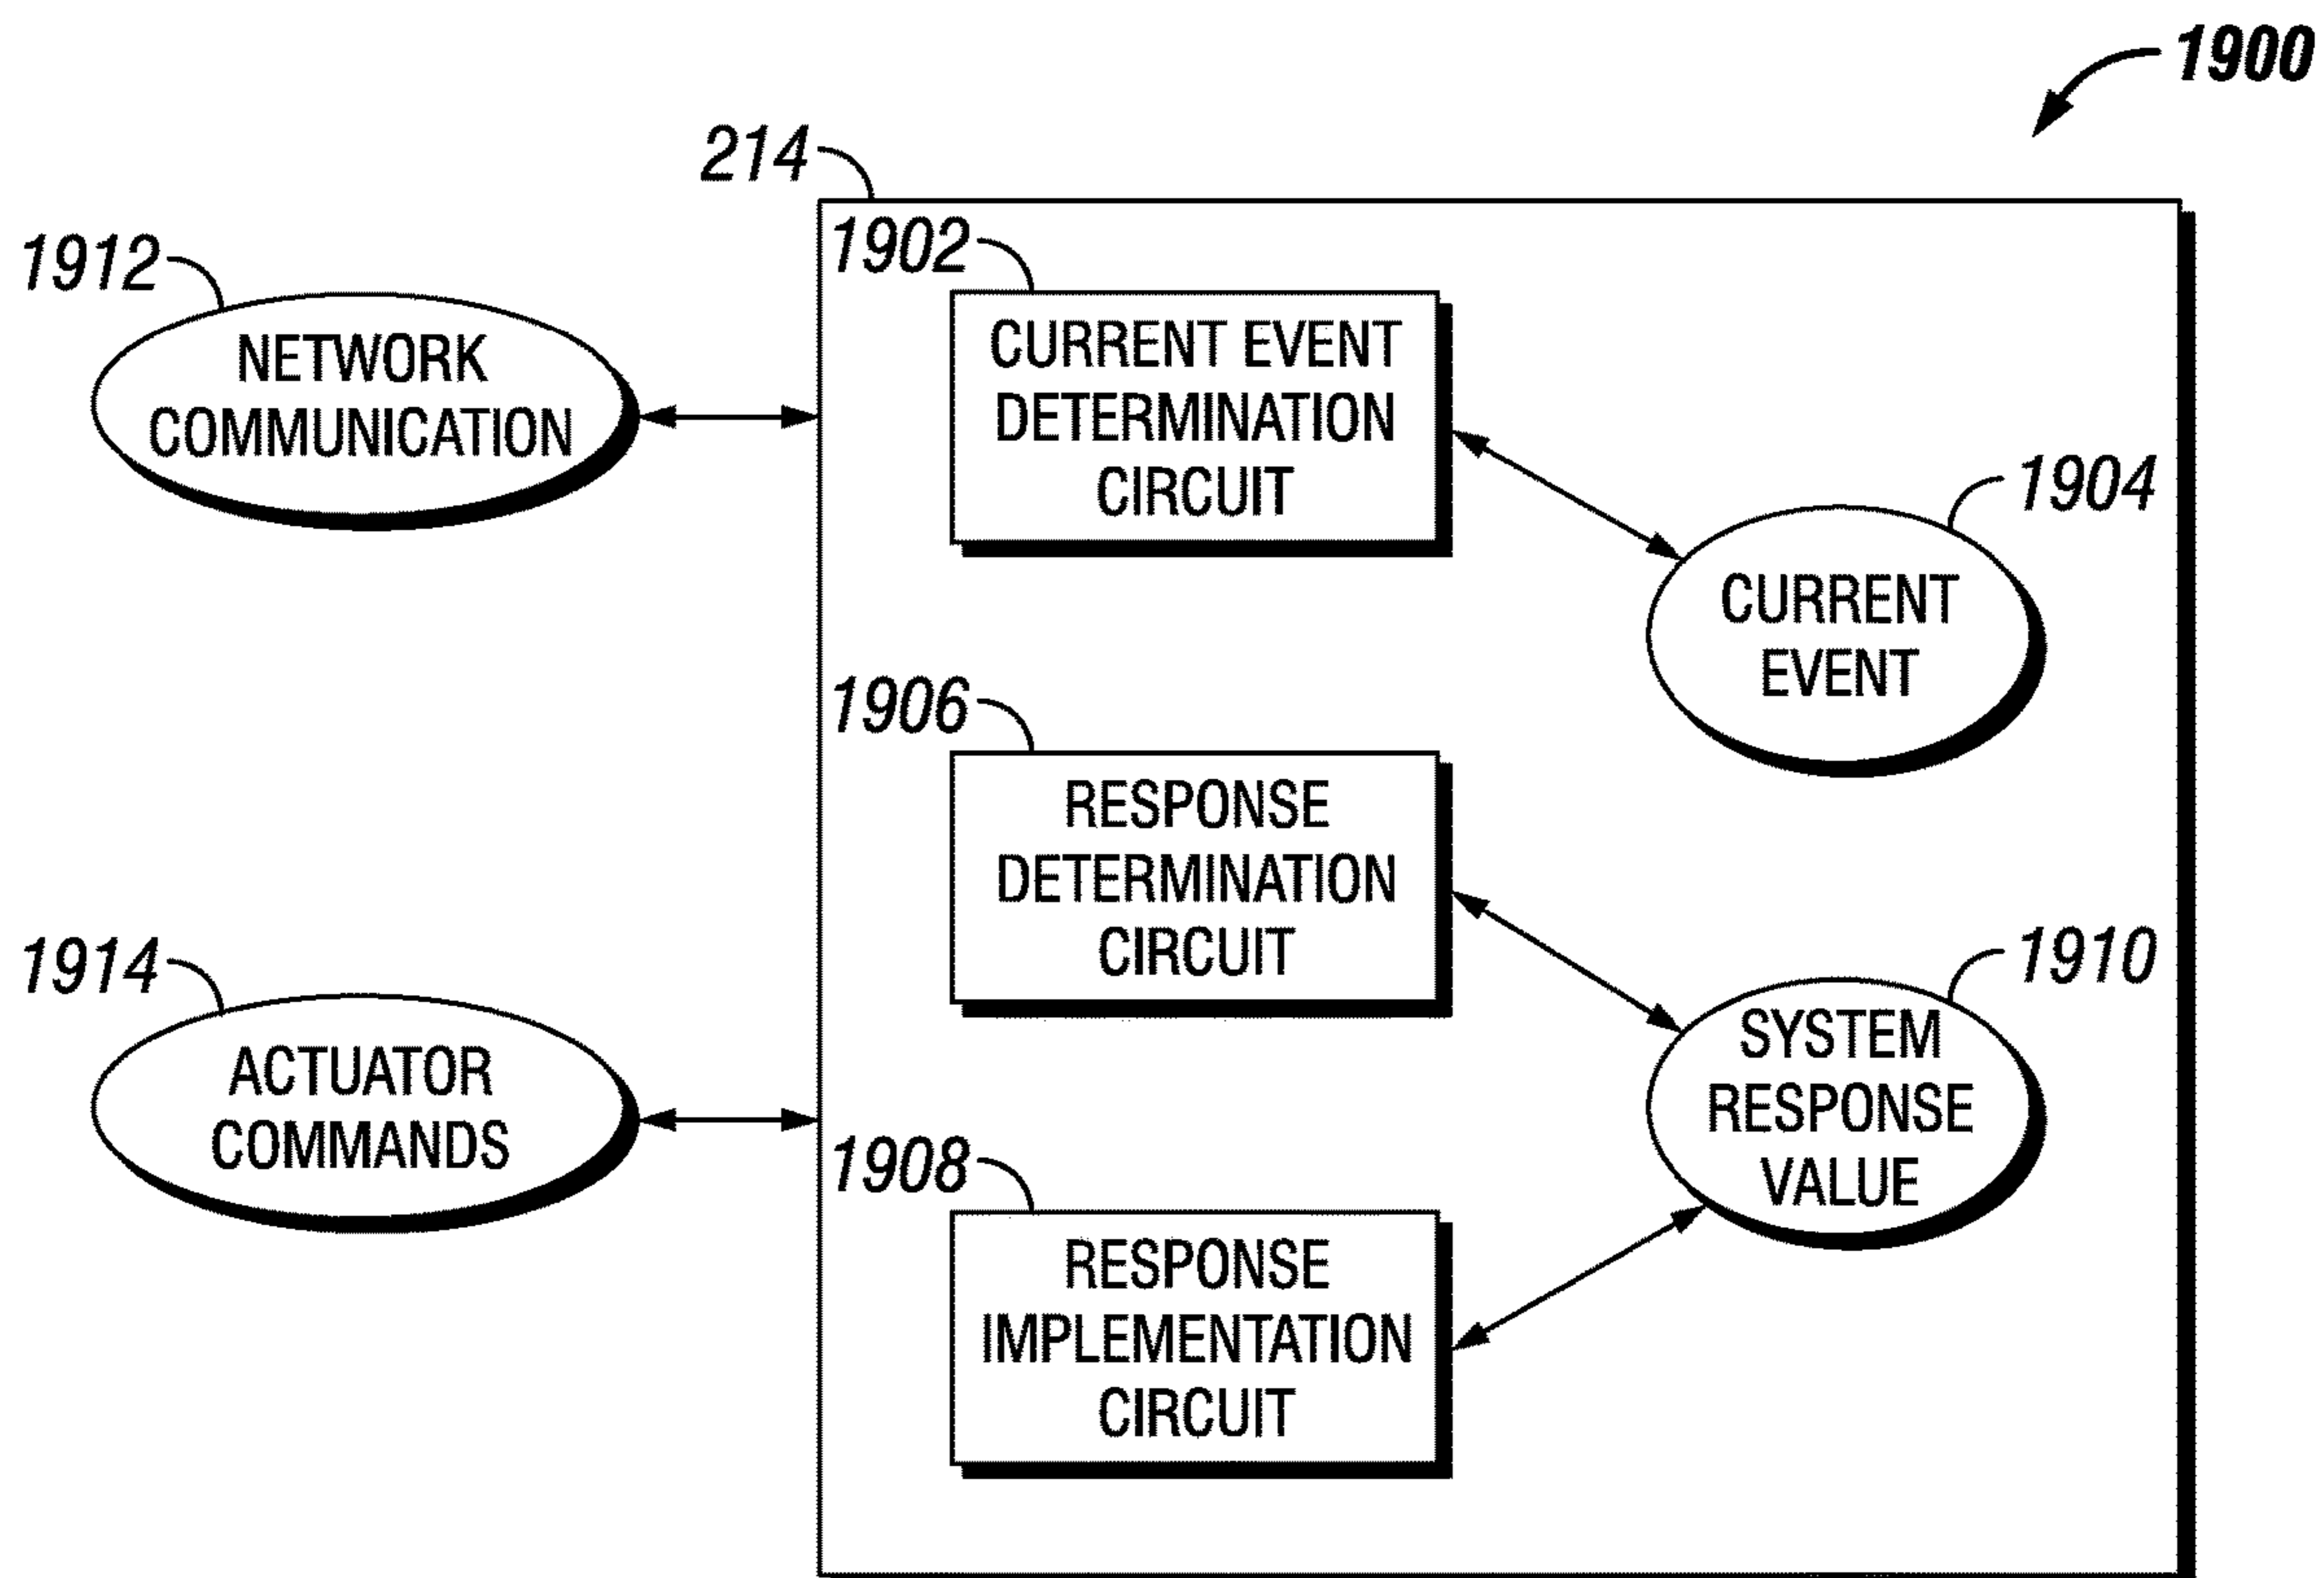 1900
214
1912
1902
NETWORK
COMMUNICATION
CURRENT EVENT
DETERMINATION
CIRCUIT
1904
CURRENT
EVENT
1906
RESPONSE
DETERMINATION
CIRCUIT
1914
1910
ACTUATOR
COMMANDS
SYSTEM
RESPONSE
VALUE
1908
RESPONSE
IMPLEMENTATION
CIRCUIT